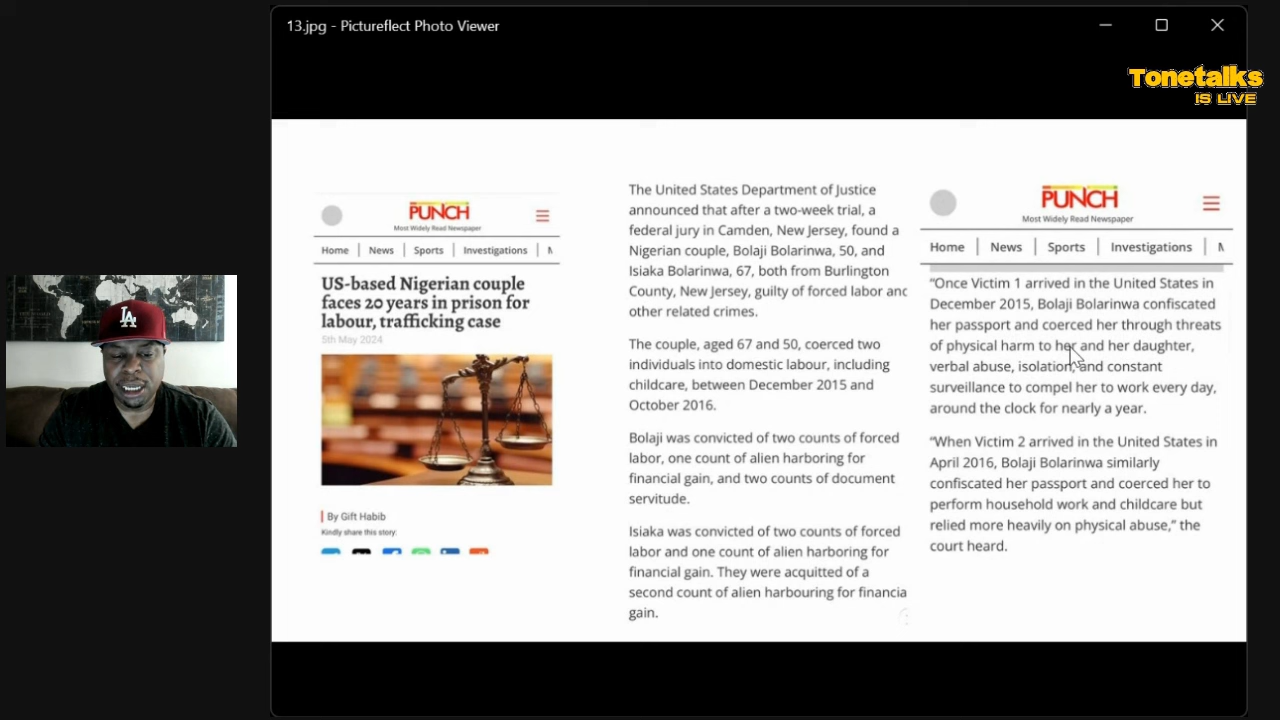 13.jpg - Pictureflect Photo Viewer
Tonetalks
IS LIVE
PUNCH
Most Widely Read Newspaper
Home | News | Sports | Investigations
US-based Nigerian couple
faces 20 years in prison for
labour, trafficking case
5th May 2024
By Gift Habib
Kindly share this story:
The United States Department of Justice
announced that after a two-week trial, a
federal jury in Camden, New Jersey, found a
Nigerian couple, Bolaji Bolarinwa, 50, and
Isiaka Bolarinwa, 67, both from Burlington
County, New Jersey, guilty of forced labor and
other related crimes.
The couple, aged 67 and 50, coerced two
individuals into domestic labour, including
childcare, between December 2015 and
October 2016.
Bolaji was convicted of two counts of forced
labor, one count of alien harboring for
financial gain, and two counts of document
servitude.
Isiaka was convicted of two counts of forced
labor and one count of alien harboring for
financial gain. They were acquitted of a
second count of alien harbouring for financia
gain.
PUNCH
Most Widely Read Newspaper
Home | News | Sports | Investigations
“Once Victim 1 arrived in the United States in
December 2015, Bolaji Bolarinwa confiscated
her passport and coerced her through threats
of physical harm to her and her daughter,
verbal abuse, isolation, and constant
surveillance to compel her to work every day,
around the clock for nearly a year.
“When Victim 2 arrived in the United States in
April 2016, Bolaji Bolarinwa similarly
confiscated her passport and coerced her to
perform household work and childcare but
relied more heavily on physical abuse,” the
court heard.
LA